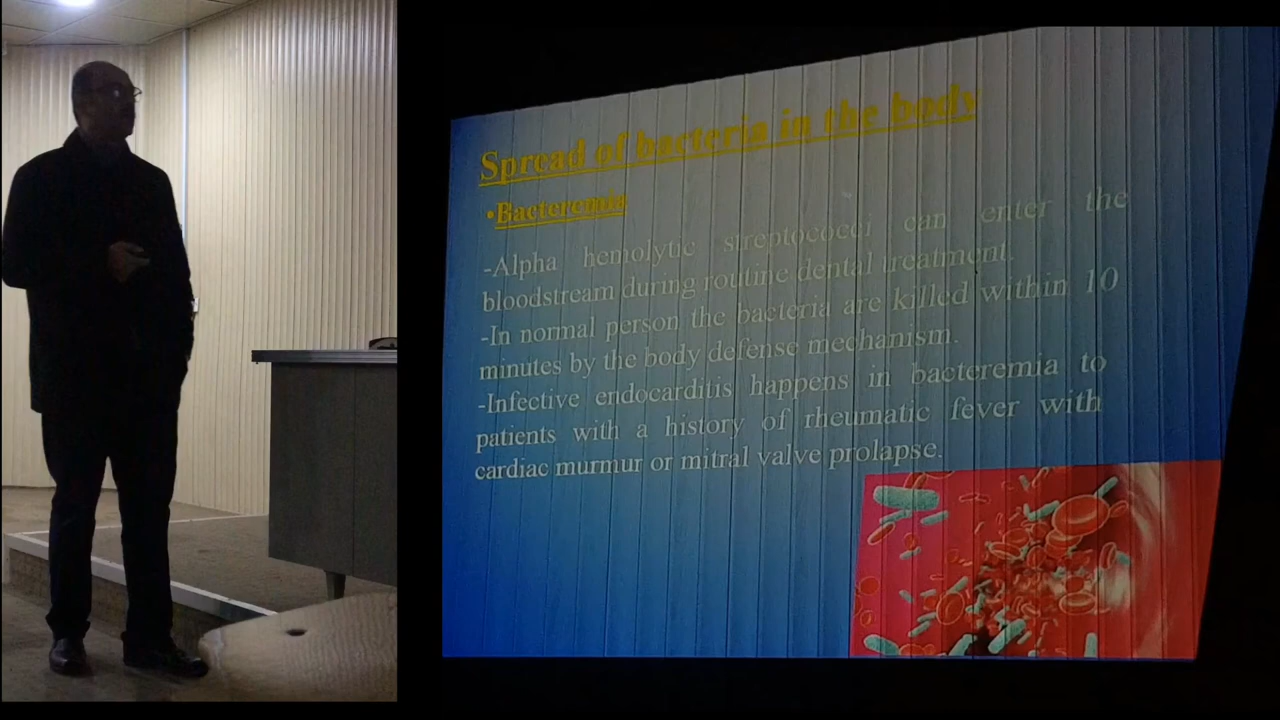 Spread of bacteria in the body
•Bacteremia
-Alpha hemolytic streptococci can enter the
bloodstream during routine dental treatment.
-In normal person the bacteria are killed within 10
minutes by the body defense mechanism.
-Infective endocarditis happens in bacteremia to
patients with a history of rheumatic fever with
cardiac murmur or mitral valve prolapse.